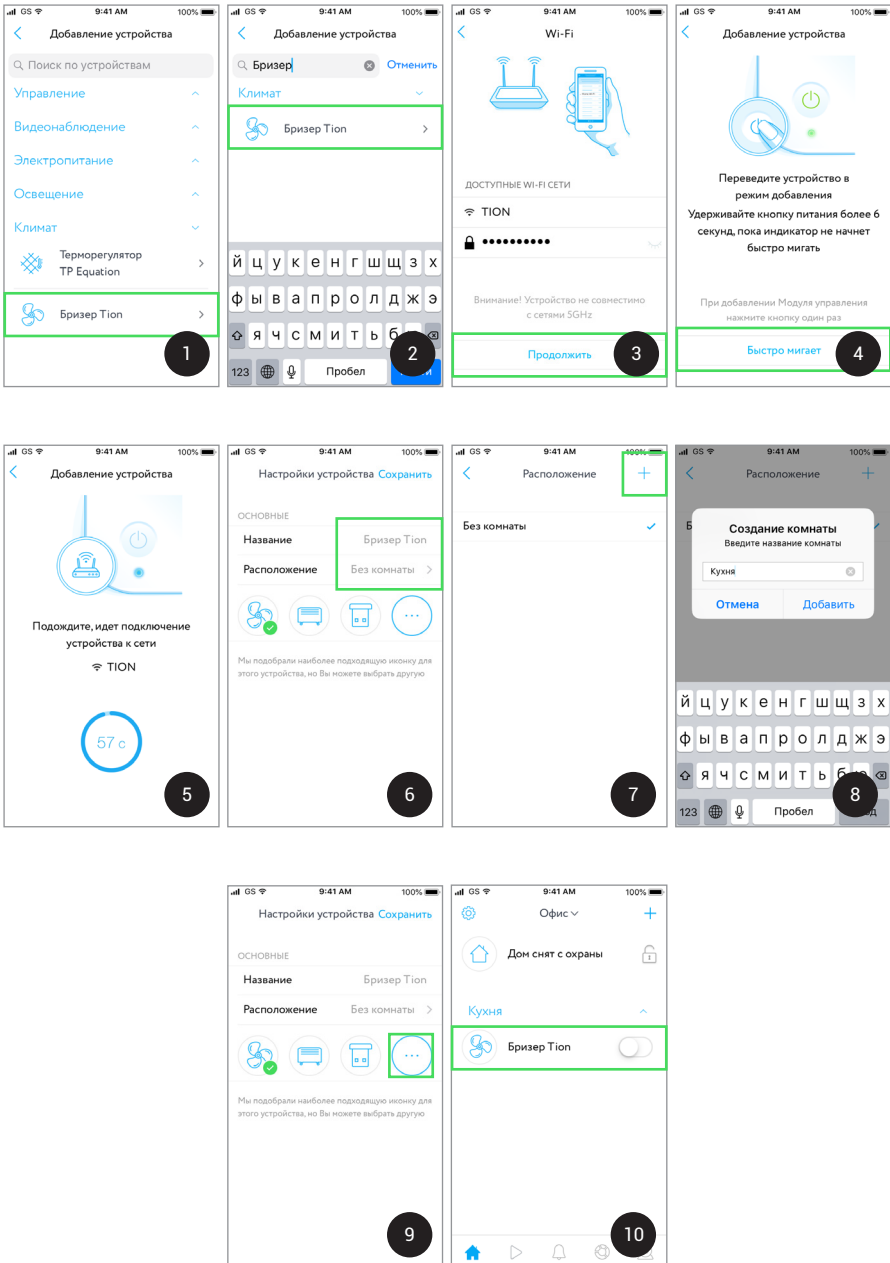 GS 9:41 AM 100%
Добавление устройства
Поиск по устройствам
Управление
Видеонаблюдение
Электропитание
Освещение
Климат
Терморегулятор
TP Equation
Бризер Tion
1
GS 9:41 AM 100%
Добавление устройства
Бризер Отменить
Климат
Бризер Tion
й ц у к е н г ш щ з х
ф ы в а п р о л д ж э
я ч с м и т ь б
123 Пробел
2
GS 9:41 AM 100%
Wi-Fi
ДОСТУПНЫЕ WI-FI СЕТИ
TION
••••••••••
Внимание! Устройство не совместимо
с сетями 5GHz
Продолжить
3
GS 9:41 AM 100%
Добавление устройства
Переведите устройство в
режим добавления
Удерживайте кнопку питания более 6
секунд, пока индикатор не начнет
быстро мигать
При добавлении Модуля управления
нажмите кнопку один раз
Быстро мигает
4
GS 9:41 AM 100%
Добавление устройства
Подождите, идет подключение
устройства к сети
TION
57 с
5
GS 9:41 AM 100%
Настройки устройства Сохранить
ОСНОВНЫЕ
Название Бризер Tion
Расположение Без комнаты
Мы подобрали наиболее подходящую иконку для
этого устройства, но Вы можете выбрать другую
6
GS 9:41 AM 100%
Расположение
Без комнаты
7
GS 9:41 AM 100%
Расположение
Создание комнаты
Введите название комнаты
Кухня
Отмена Добавить
й ц у к е н г ш щ з х
ф ы в а п р о л д ж э
я ч с м и т ь б
123 Пробел
8
GS 9:41 AM 100%
Настройки устройства Сохранить
ОСНОВНЫЕ
Название Бризер Tion
Расположение Без комнаты
Мы подобрали наиболее подходящую иконку для
этого устройства, но Вы можете выбрать другую
9
GS 9:41 AM 100%
Офис
Дом снят с охраны
Кухня
Бризер Tion
10